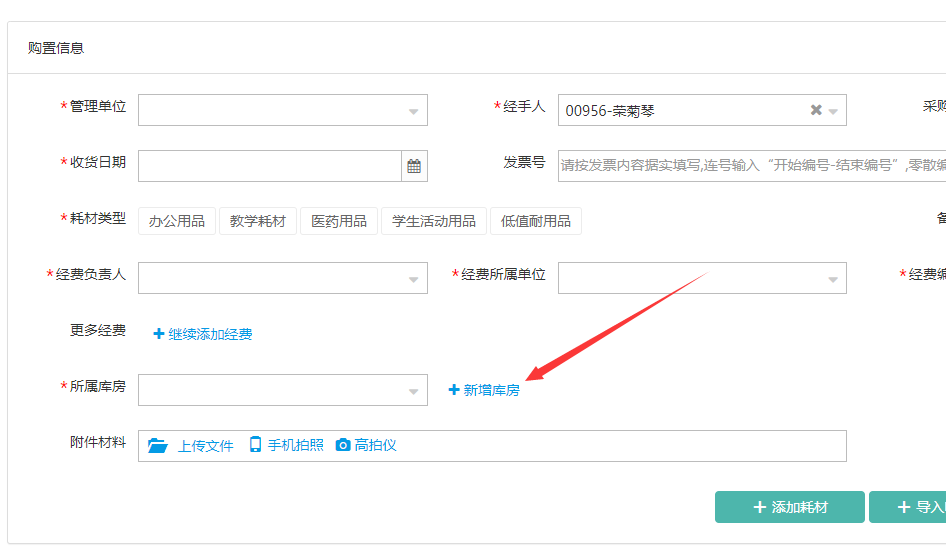 购置信息
*管理单位
*经手人 00956-荣菊琴
采购
*收货日期
发票号 请按发票内容据实填写,连号输入“开始编号-结束编号”,零散编
*耗材类型 办公用品 教学耗材 医药用品 学生活动用品 低值耐用品
备
*经费负责人
*经费所属单位
*经费编
更多经费 +继续添加经费
*所属库房
+新增库房
附件材料 上传文件 手机拍照 高拍仪
+添加耗材 +导入